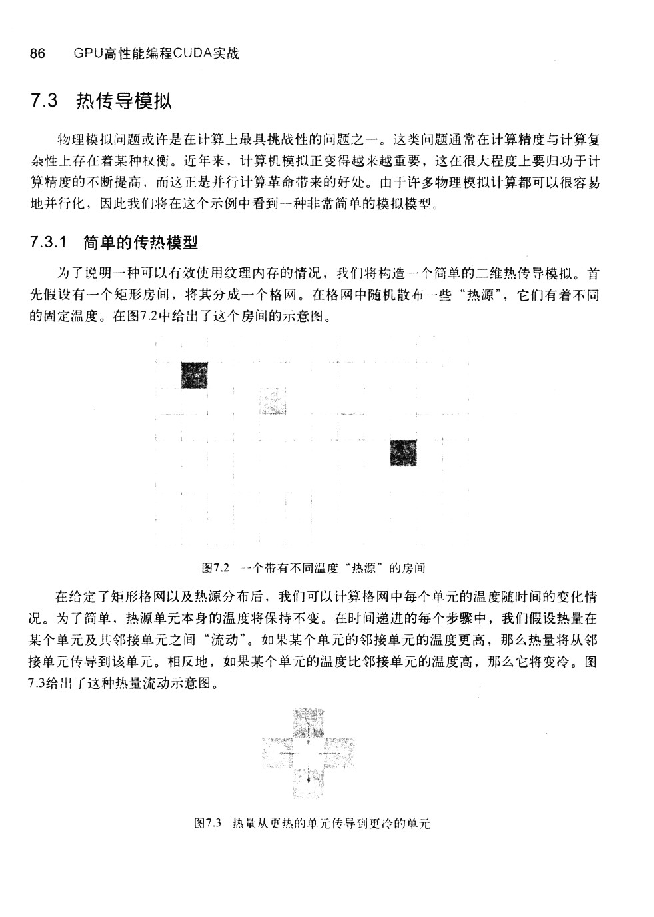 86 GPU高性能编程CUDA实战
7.3 热传导模拟
物理模拟问题或许是在计算上最具挑战性的问题之一。这类问题通常在计算精度与计算复
杂性上存在着某种权衡。近年来，计算机模拟正变得越来越重要，这在很大程度上要归功于计
算精度的不断提高，而这正是并行计算革命带来的好处。由于许多物理模拟计算都可以很容易
地并行化，因此我们将在这个示例中看到一种非常简单的模拟模型。
7.3.1 简单的传热模型
为了说明一种可以有效使用纹理内存的情况，我们将构造一个简单的二维热传导模拟。首
先假设有一个矩形房间，将其分成一个格网。在格网中随机散布一些“热源”，它们有着不同
的固定温度。在图7.2中给出了这个房间的示意图。
图7.2 一个带有不同温度“热源”的房间
在给定了矩形格网以及热源分布后，我们可以计算格网中每个单元的温度随时间的变化情
况。为了简单，热源单元本身的温度将保持不变。在时间递进的每个步骤中，我们假设热量在
某个单元及其邻接单元之间“流动”。如果某个单元的邻接单元的温度更高，那么热量将从邻
接单元传导到该单元。相反地，如果某个单元的温度比邻接单元的温度高，那么它将变冷。图
7.3给出了这种热量流动示意图。
图7.3 热量从更热的单元传导到更冷的单元